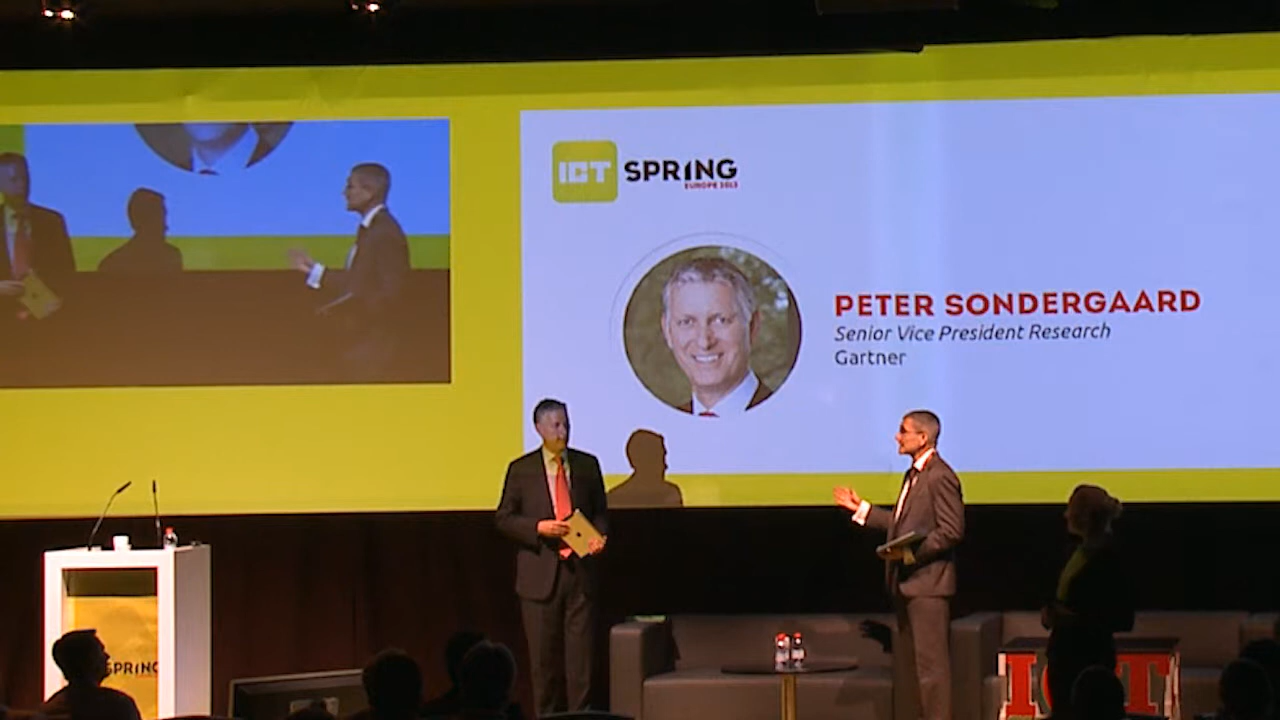 ICT SPRING
EUROPE 2013
PETER SONDERGAARD
Senior Vice President Research
Gartner
SPRING
ICT